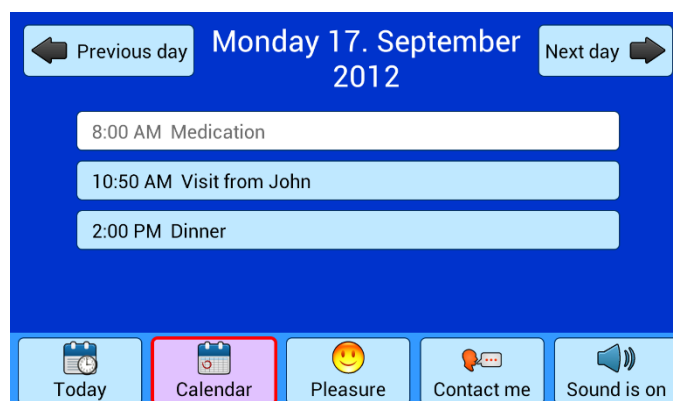 Previous day
Monday 17. September
2012
Next day
8:00 AM Medication
10:50 AM Visit from John
2:00 PM Dinner
Today
Calendar
Pleasure
Contact me
Sound is on